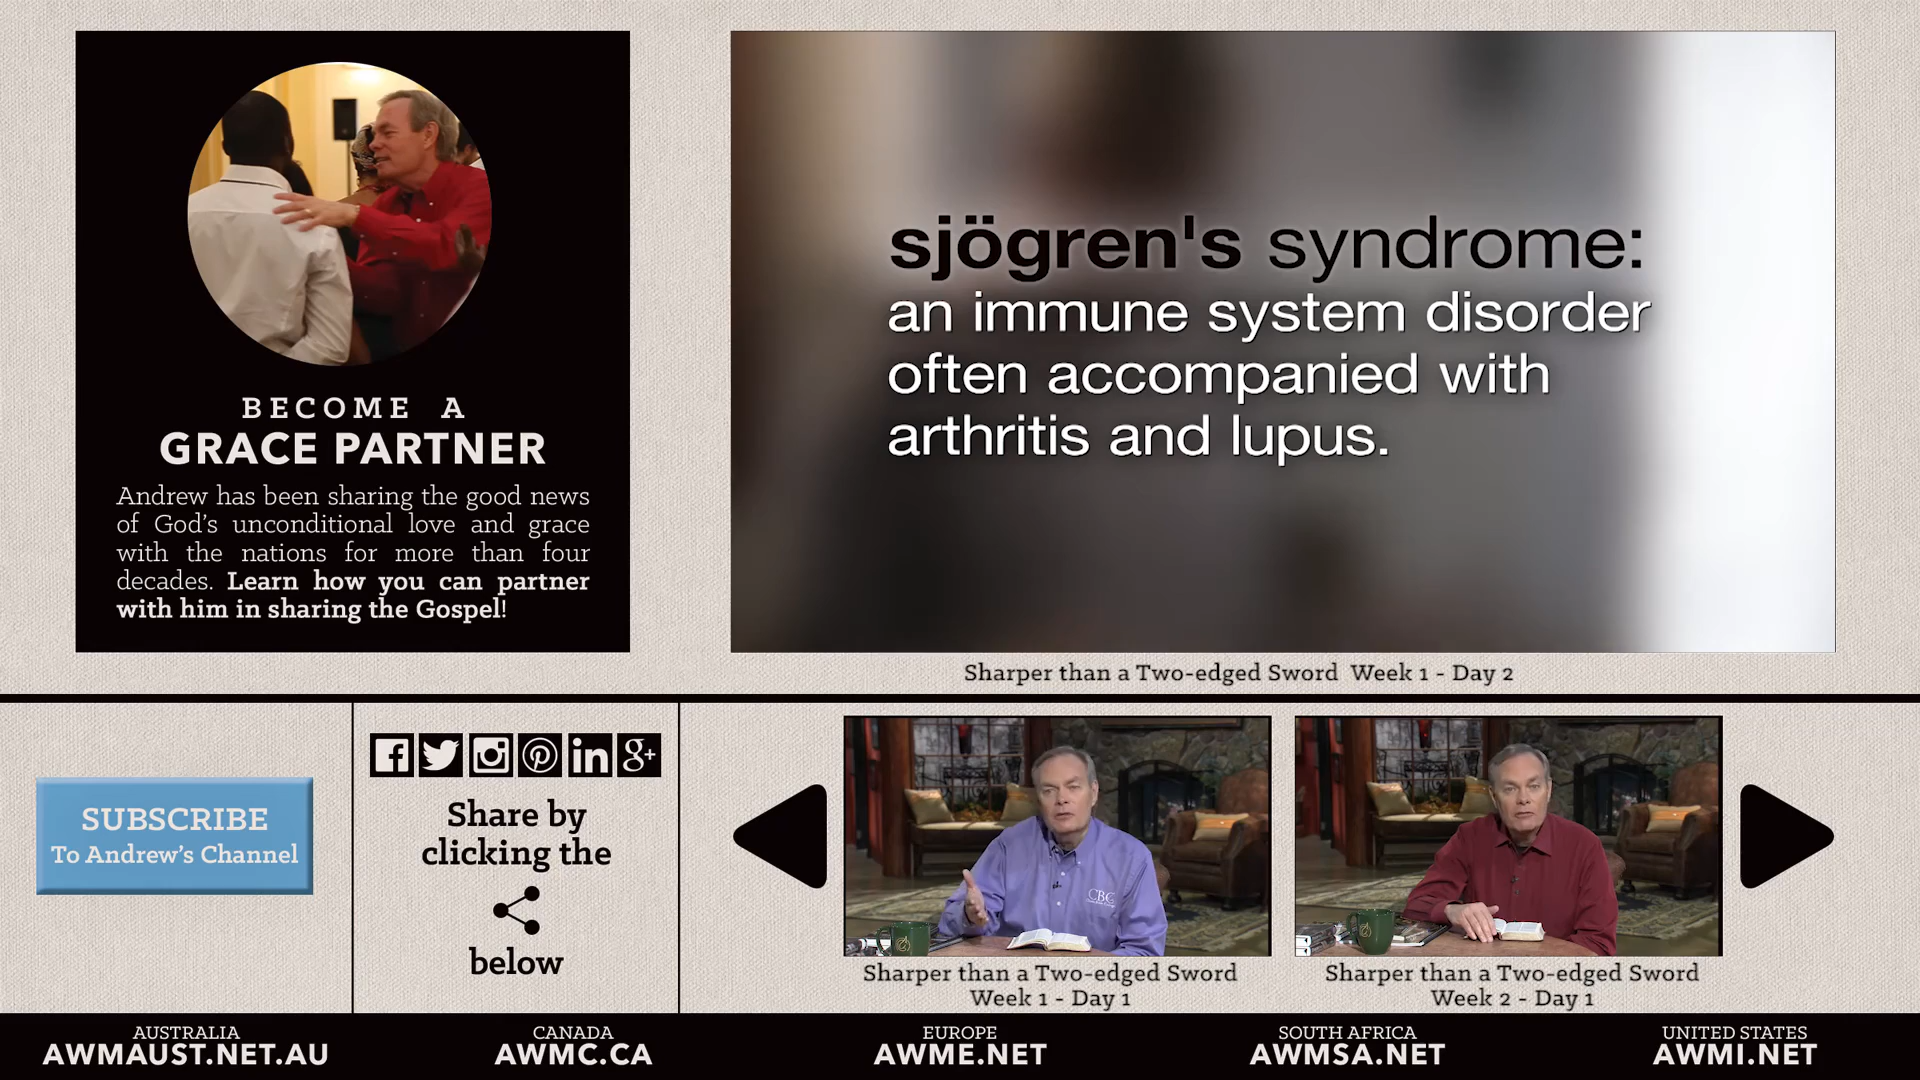 BECOME A
GRACE PARTNER
Andrew has been sharing the good news
of God's unconditional love and grace
with the nations for more than four
decades. Learn how you can partner
with him in sharing the Gospel!
sjögren's syndrome:
an immune system disorder
often accompanied with
arthritis and lupus.
Sharper than a Two-edged Sword Week 1 - Day 2
SUBSCRIBE
To Andrew's Channel
Share by
clicking the
below
CBC
Sharper than a Two-edged Sword
Week 1 - Day 1
Sharper than a Two-edged Sword
Week 2 - Day 1
AUSTRALIA
AWMAUST.NET.AU
CANADA
AWMC.CA
EUROPE
AWME.NET
SOUTH AFRICA
AWMSA.NET
UNITED STATES
AWMI.NET